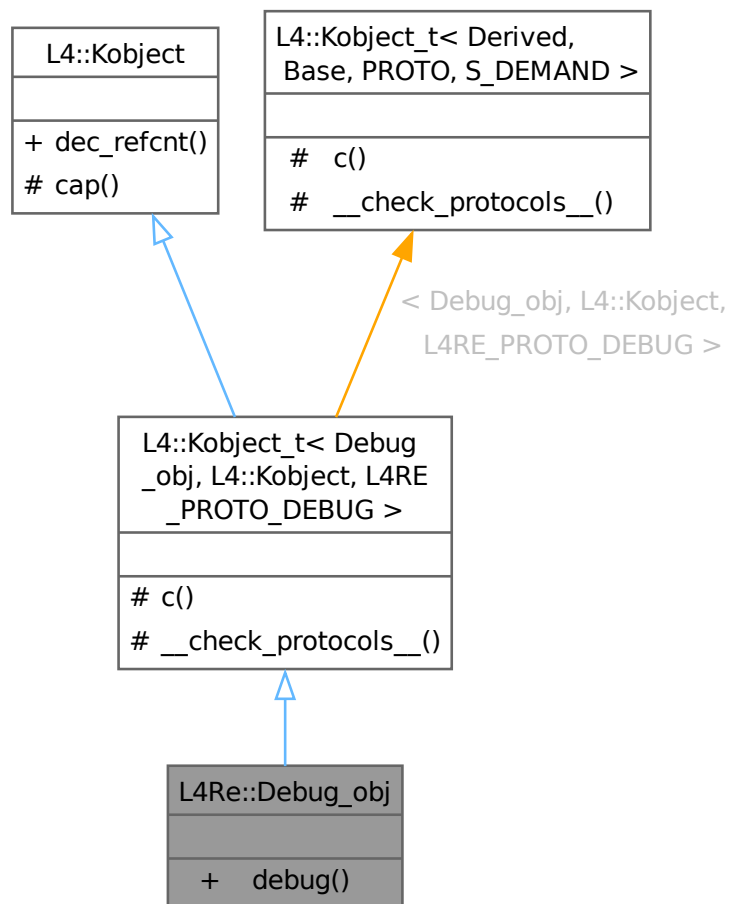 L4::Kobject
+ dec_refcnt()
# cap()
L4::Kobject_t< Derived,
Base, PROTO, S_DEMAND >
# c()
# __check_protocols__()
< Debug_obj, L4::Kobject,
L4RE_PROTO_DEBUG >
L4::Kobject_t< Debug
_obj, L4::Kobject, L4RE
_PROTO_DEBUG >
# c()
# __check_protocols__()
L4Re::Debug_obj
+ debug()